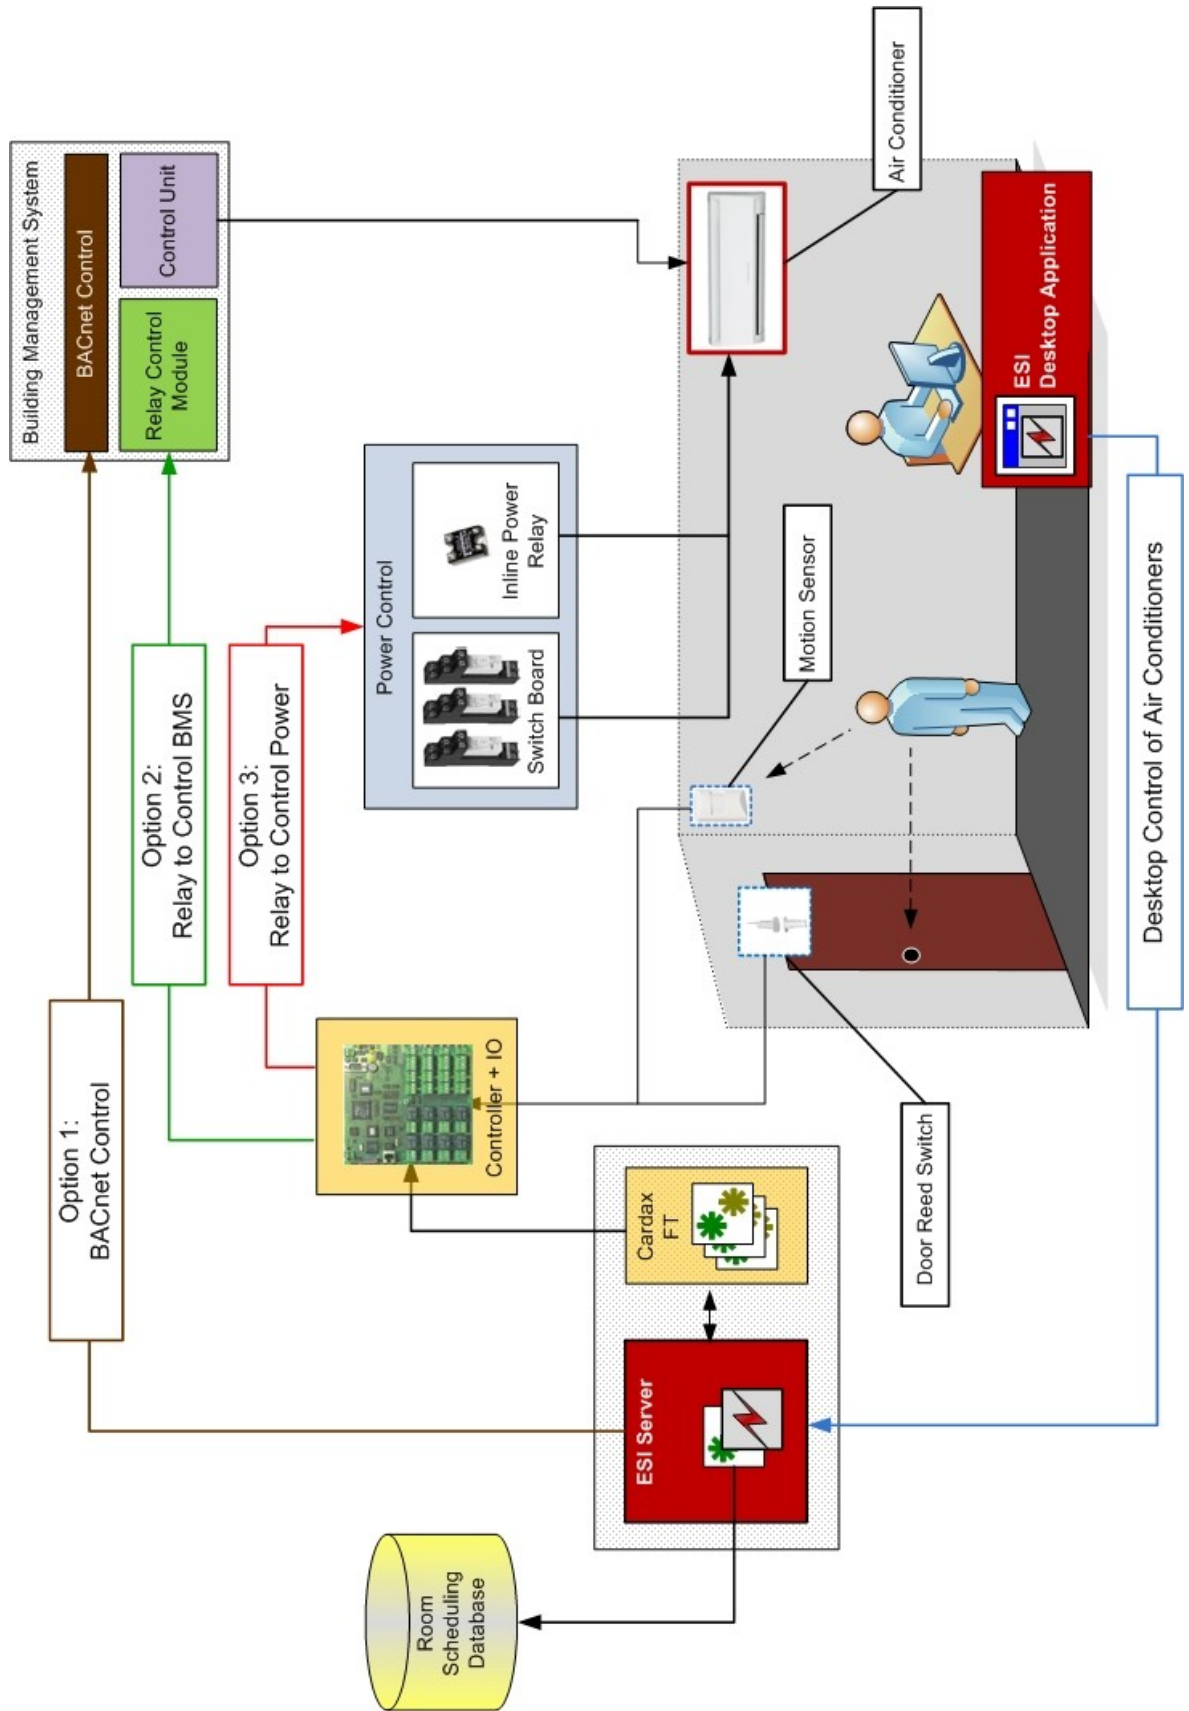 Building Management System
BACnet Control
Relay Control
Module
Control Unit
Option 1:
BACnet Control
Option 2:
Relay to Control BMS
Option 3:
Relay to Control Power
Power Control
Switch Board
Inline Power
Relay
Controller + IO
Room
Scheduling
Database
ESI Server
Cardax
FT
Door Reed Switch
Motion Sensor
Air Conditioner
ESI
Desktop Application
Desktop Control of Air Conditioners